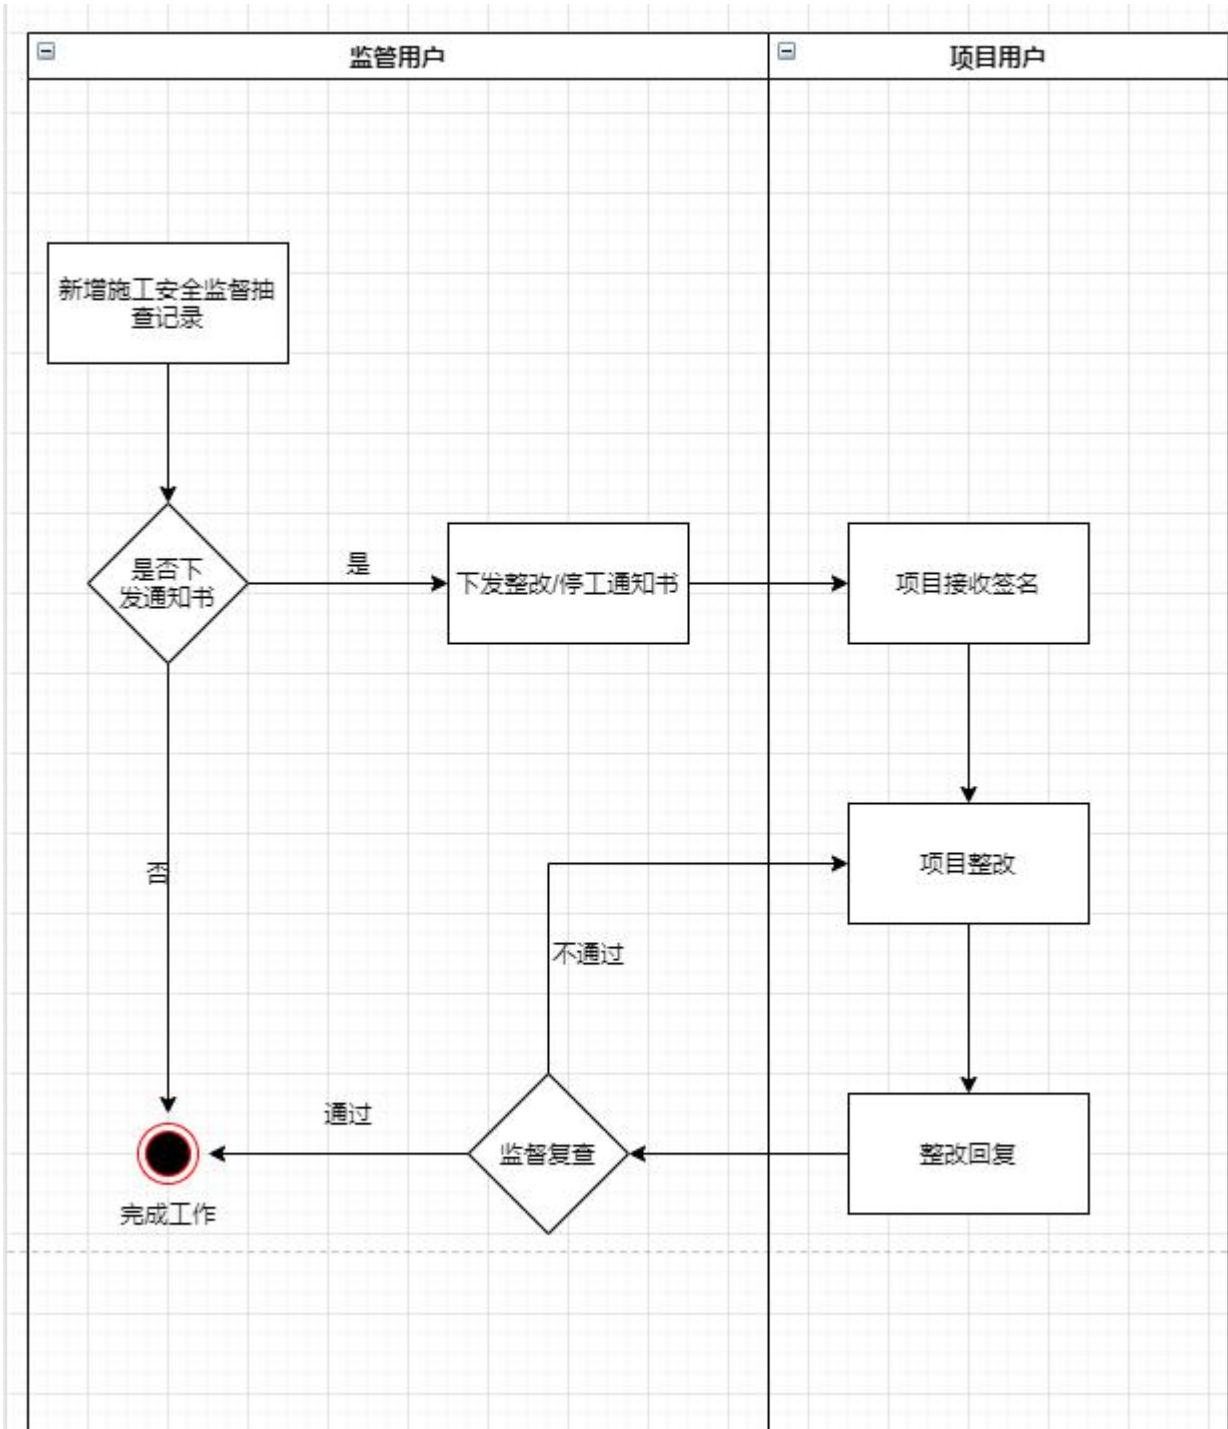 监管用户
项目用户
新增施工安全监督抽
查记录
是否下
发通知书
是
下发整改/停工通知书
项目接收签名
否
项目整改
不通过
通过
监督复查
整改回复
完成工作